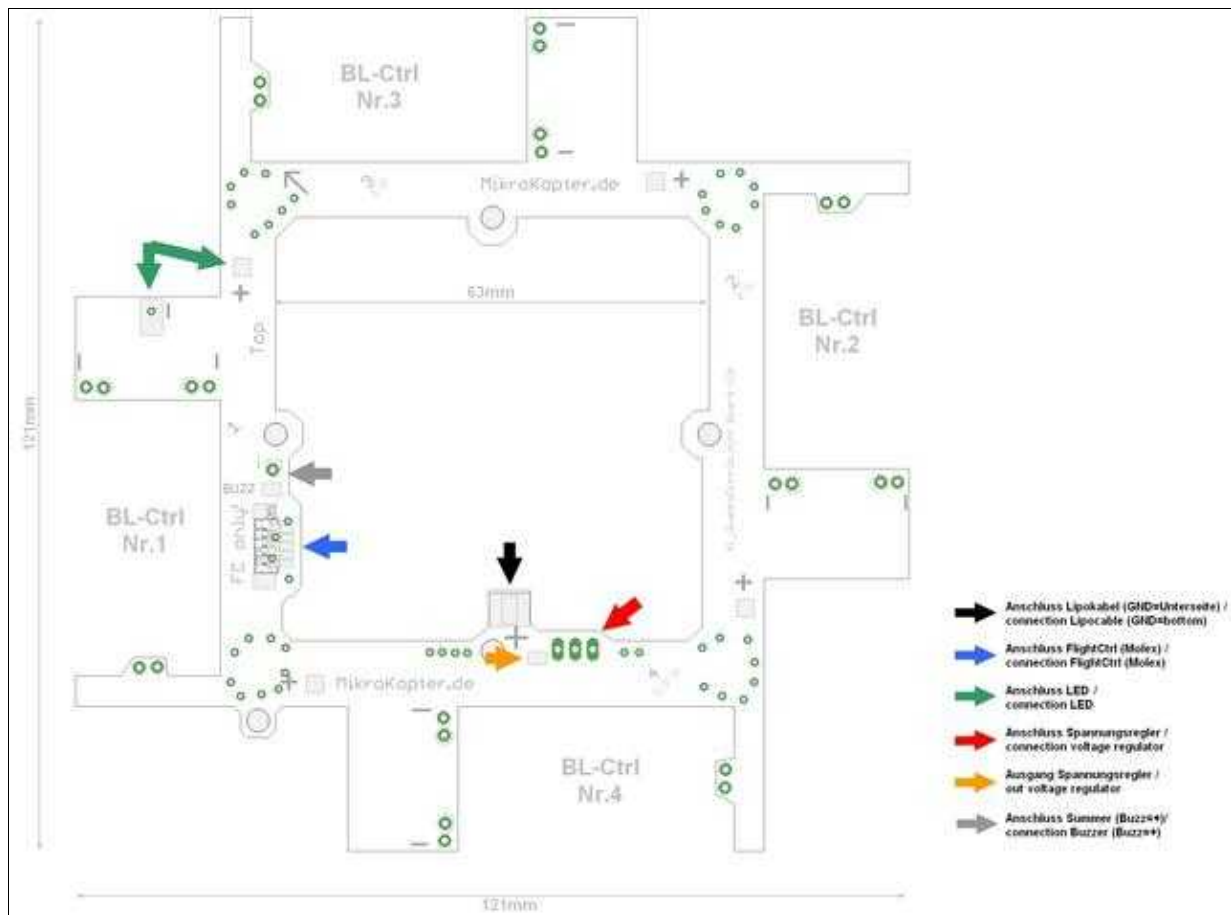 BL-Ctrl
Nr.3
MikroKopter.de
63mm
Top
BL-Ctrl
Nr.2
121mm
BUZZ
FC only
BL-Ctrl
Nr.1
MikroKopter.de
BL-Ctrl
Nr.4
121mm
Anschluss Lipokabel (GND=Unterseite) /
connection Lipocable (GND=bottom)
Anschluss FlightCtrl (Molex) /
connection FlightCtrl (Molex)
Anschluss LED /
connection LED
Anschluss Spannungsregler /
connection voltage regulator
Ausgang Spannungsregler /
out voltage regulator
Anschluss Summer (Buzz=+)/
connection Buzzer (Buzz=+)